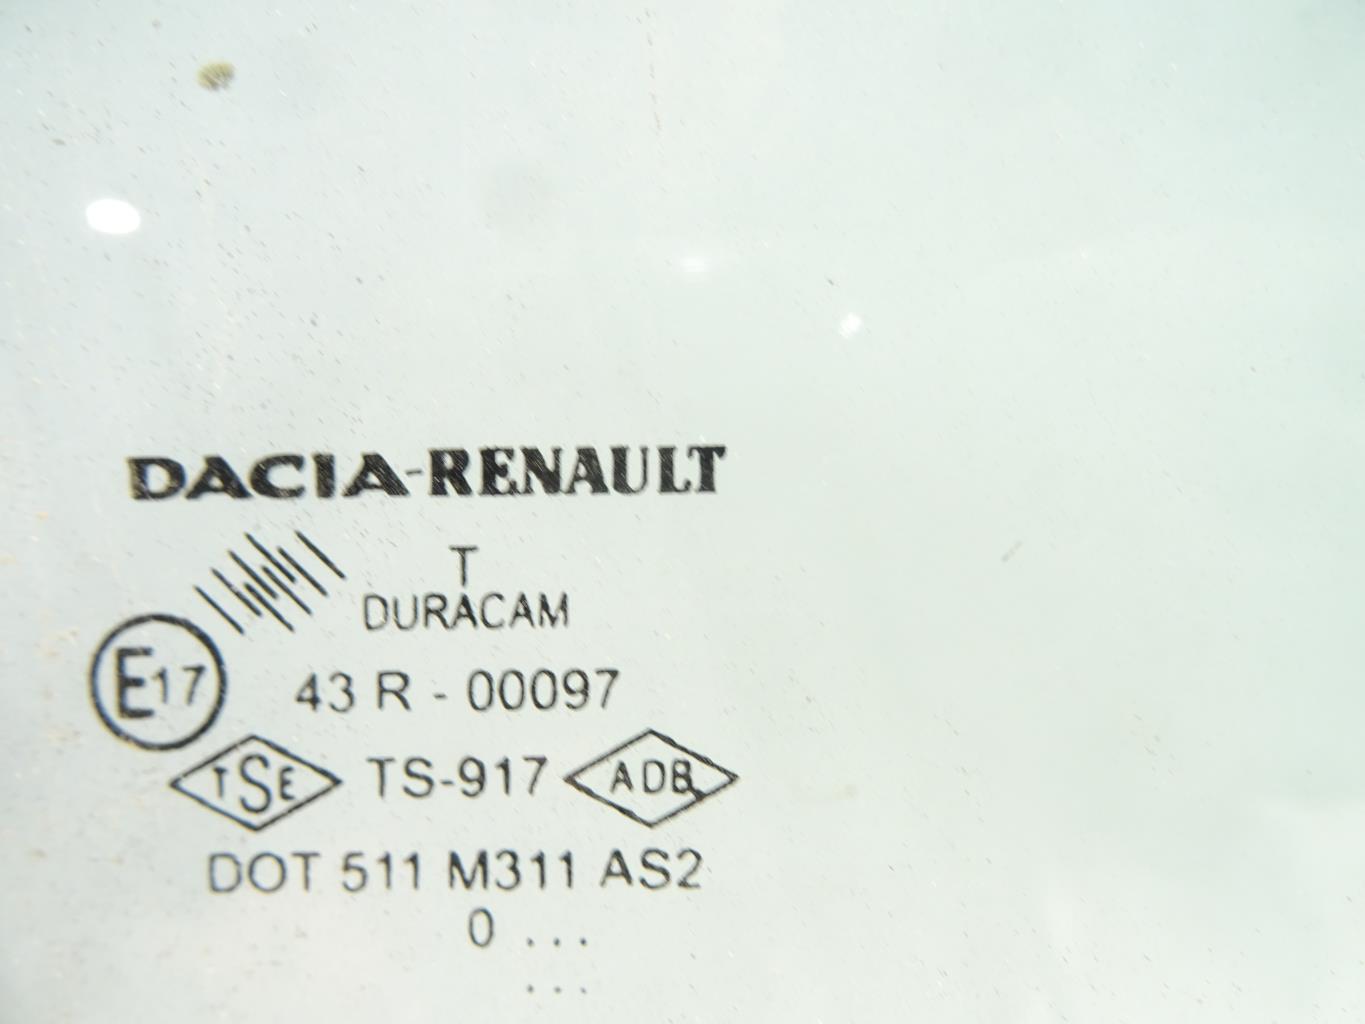 DACIA-RENAULT
T
DURACAM
E17
43 R - 00097
TSE TS-917 ADB
DOT 511 M311 AS2
0 ...
...